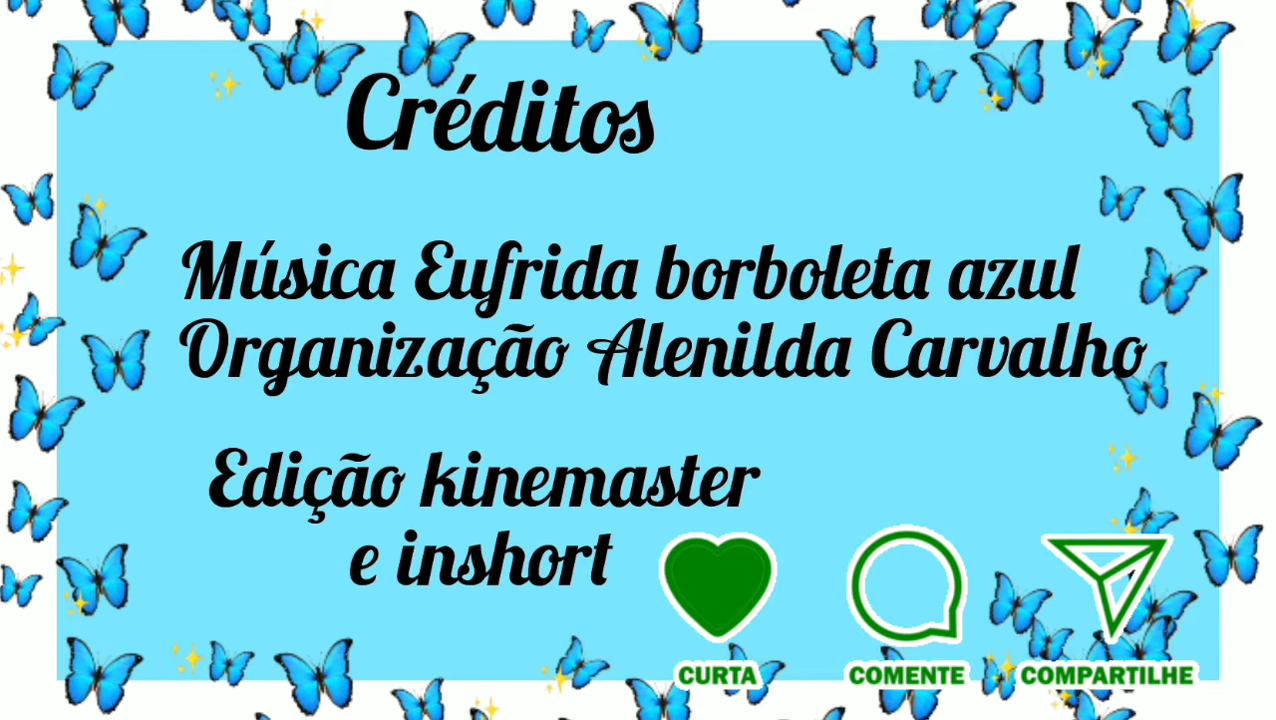 Créditos
Música Eufrida borboleta azul
Organização Alenilda Carvalho
Edição kinemaster
e inshort
CURTA
COMENTE
COMPARTILHE